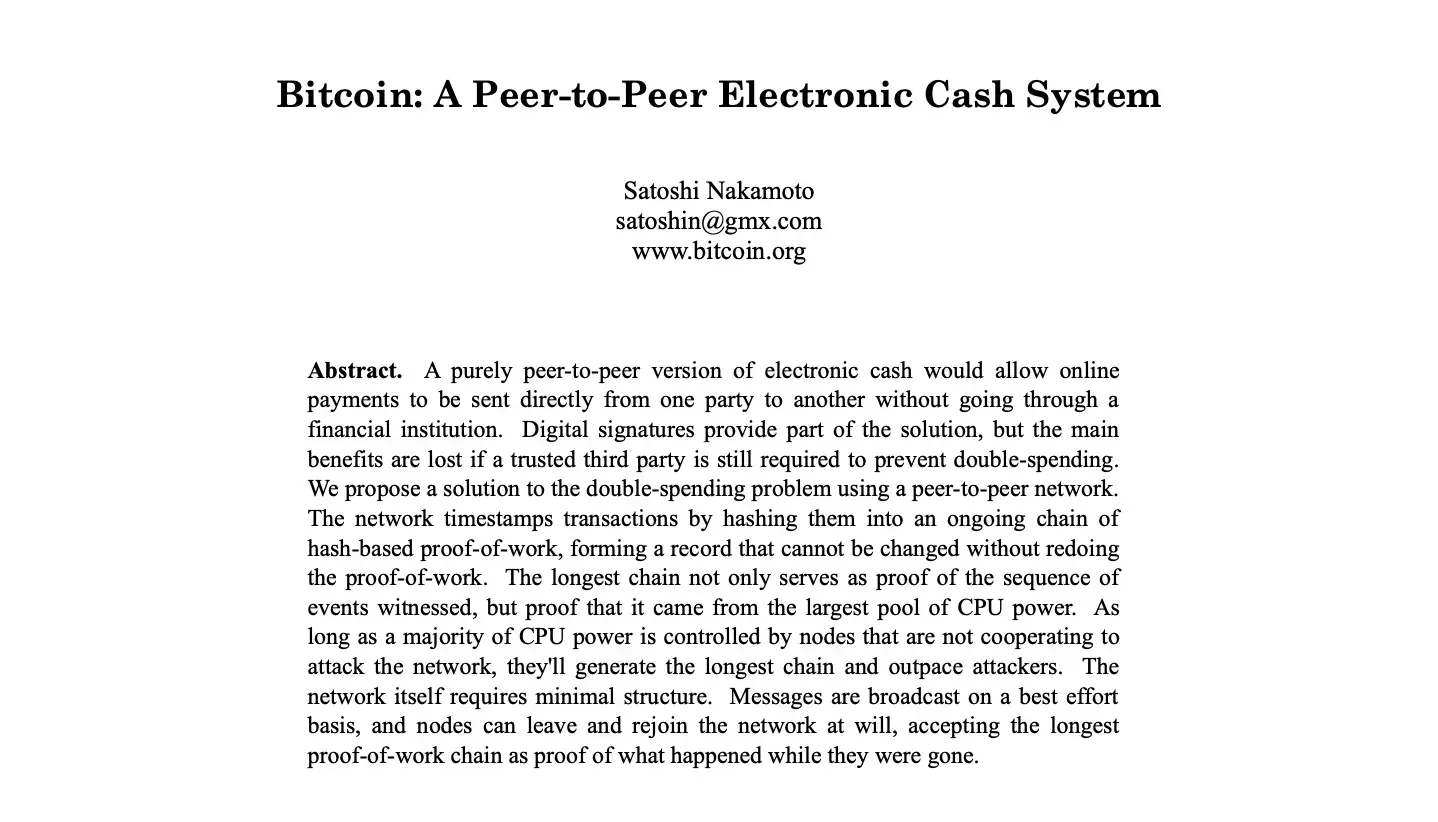 Bitcoin: A Peer-to-Peer Electronic Cash System
Satoshi Nakamoto
satoshin@gmx.com
www.bitcoin.org
Abstract. A purely peer-to-peer version of electronic cash would allow online
payments to be sent directly from one party to another without going through a
financial institution. Digital signatures provide part of the solution, but the main
benefits are lost if a trusted third party is still required to prevent double-spending.
We propose a solution to the double-spending problem using a peer-to-peer network.
The network timestamps transactions by hashing them into an ongoing chain of
hash-based proof-of-work, forming a record that cannot be changed without redoing
the proof-of-work. The longest chain not only serves as proof of the sequence of
events witnessed, but proof that it came from the largest pool of CPU power. As
long as a majority of CPU power is controlled by nodes that are not cooperating to
attack the network, they'll generate the longest chain and outpace attackers. The
network itself requires minimal structure. Messages are broadcast on a best effort
basis, and nodes can leave and rejoin the network at will, accepting the longest
proof-of-work chain as proof of what happened while they were gone.